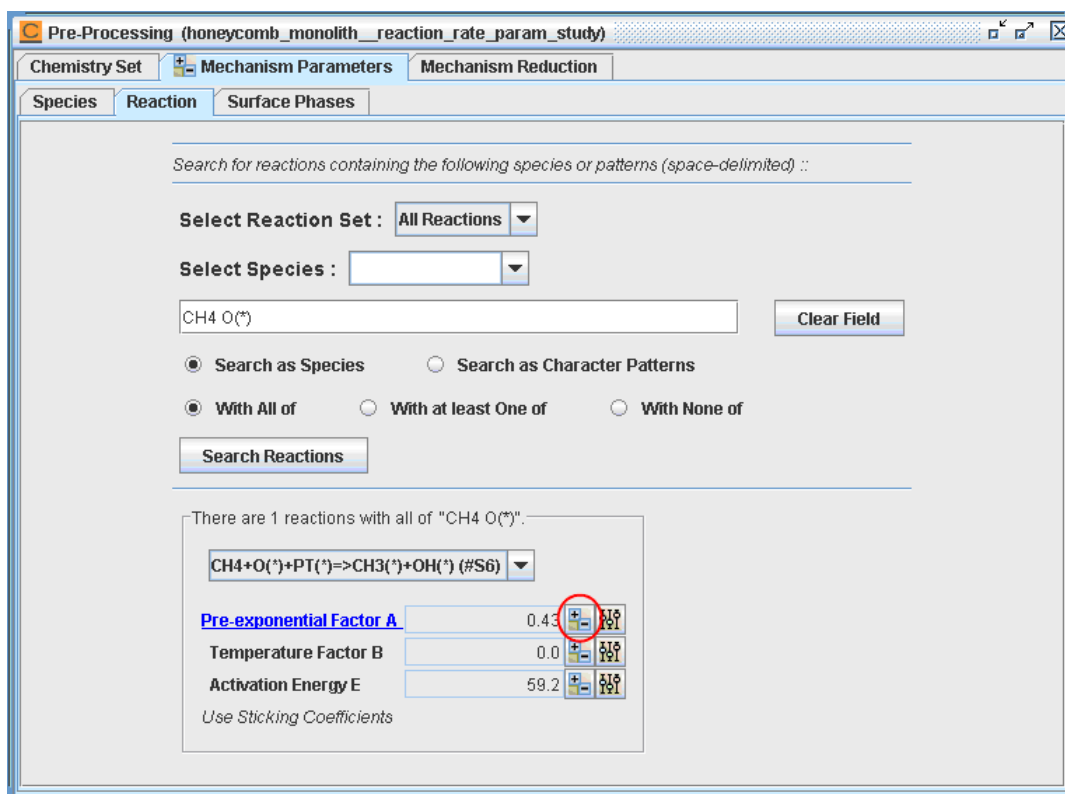 C Pre-Processing (honeycomb_monolith__reaction_rate_param_study)
Chemistry Set Mechanism Parameters Mechanism Reduction
Species Reaction Surface Phases
Search for reactions containing the following species or patterns (space-delimited) ::
Select Reaction Set : All Reactions
Select Species :
CH4 O(*) Clear Field
Search as Species Search as Character Patterns
With All of With at least One of With None of
Search Reactions
There are 1 reactions with all of "CH4 O(*)".
CH4+O(*)+PT(*)=>CH3(*)+OH(*) (#S6)
Pre-exponential Factor A 0.43
Temperature Factor B 0.0
Activation Energy E 59.2
Use Sticking Coefficients